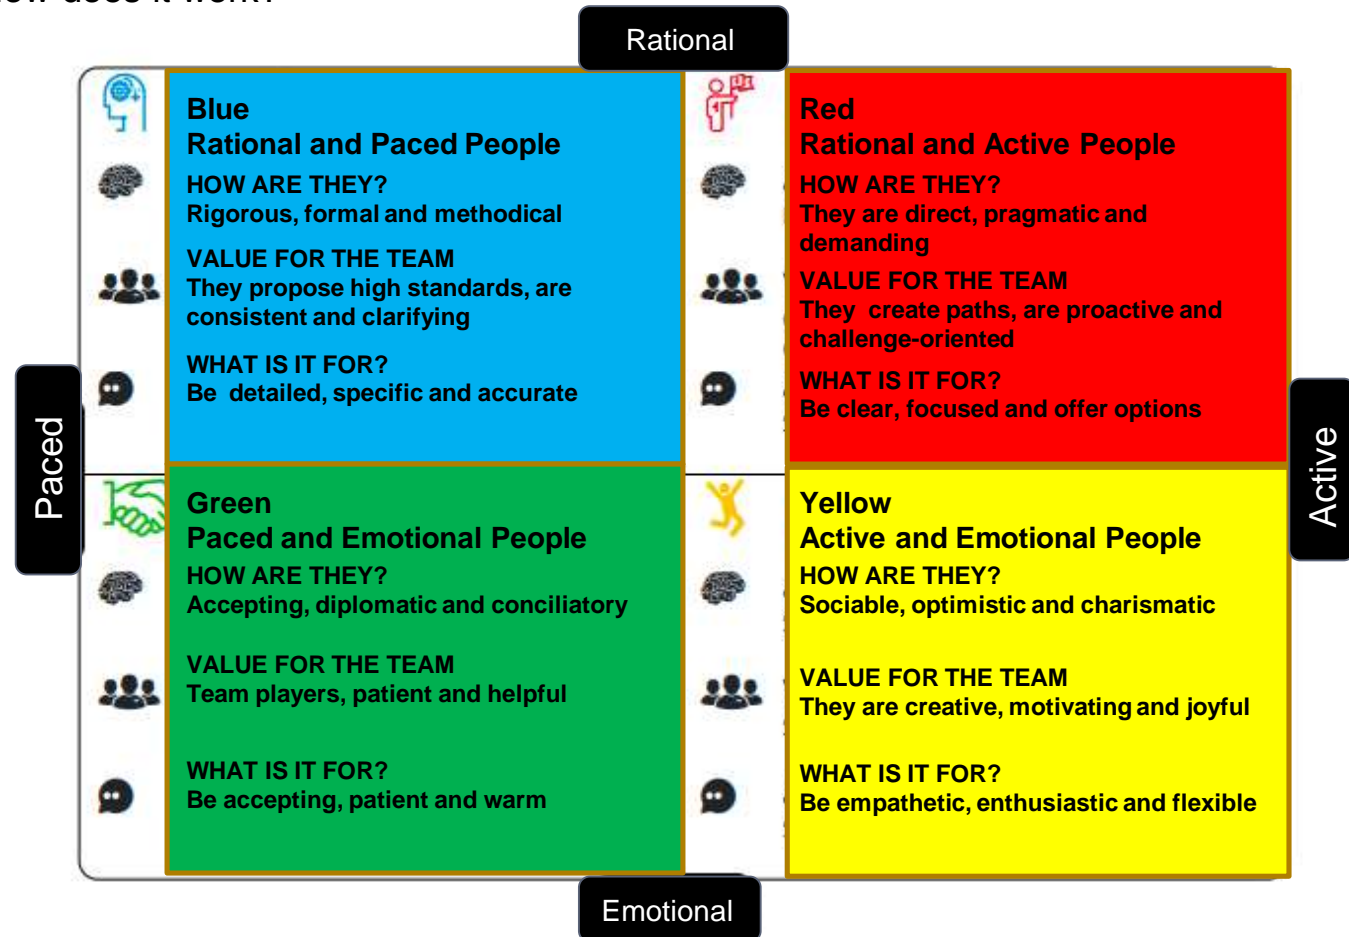 does it work?
Rational
Blue
Rational and Paced People
HOW ARE THEY?
Rigorous, formal and methodical
VALUE FOR THE TEAM
They propose high standards, are
consistent and clarifying
WHAT IS IT FOR?
Be detailed, specific and accurate
Red
Rational and Active People
HOW ARE THEY?
They are direct, pragmatic and
demanding
VALUE FOR THE TEAM
They create paths, are proactive and
challenge-oriented
WHAT IS IT FOR?
Be clear, focused and offer options
Paced
Active
Green
Paced and Emotional People
HOW ARE THEY?
Accepting, diplomatic and conciliatory
VALUE FOR THE TEAM
Team players, patient and helpful
WHAT IS IT FOR?
Be accepting, patient and warm
Yellow
Active and Emotional People
HOW ARE THEY?
Sociable, optimistic and charismatic
VALUE FOR THE TEAM
They are creative, motivating and joyful
WHAT IS IT FOR?
Be empathetic, enthusiastic and flexible
Emotional